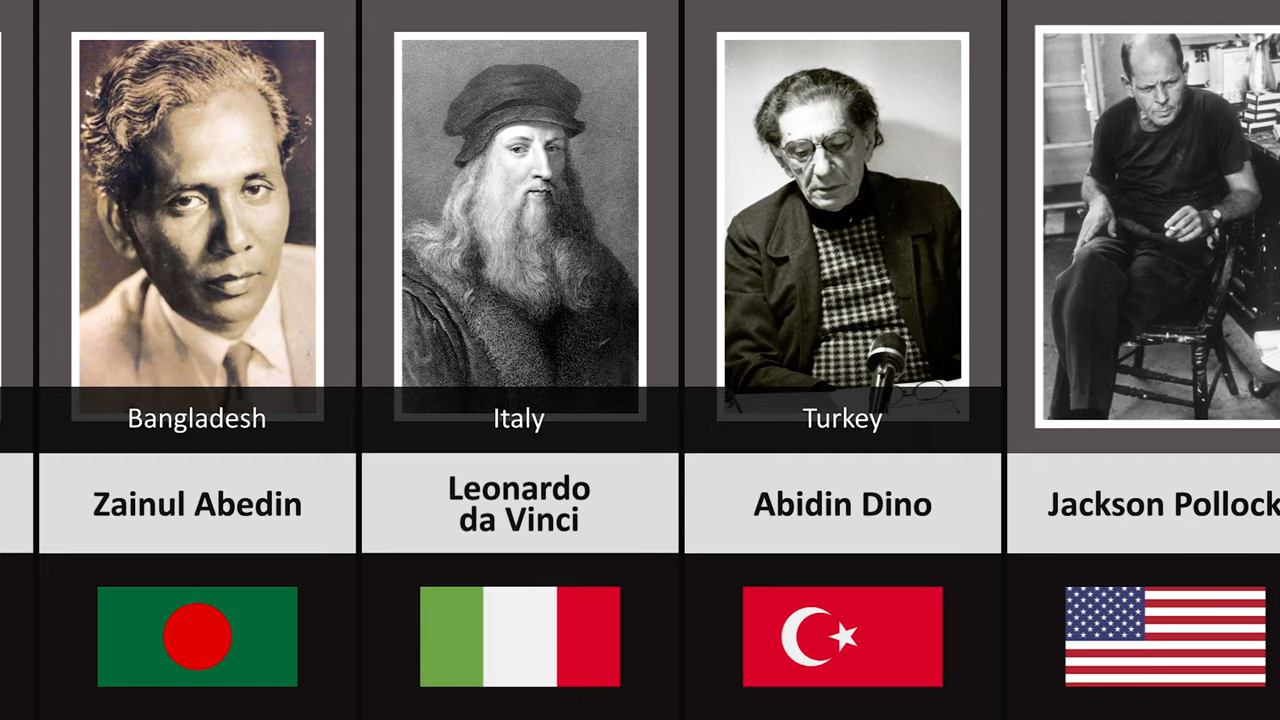 Bangladesh
Italy
Turkey
Zainul Abedin
Leonardo
da Vinci
Abidin Dino
Jackson Pollock